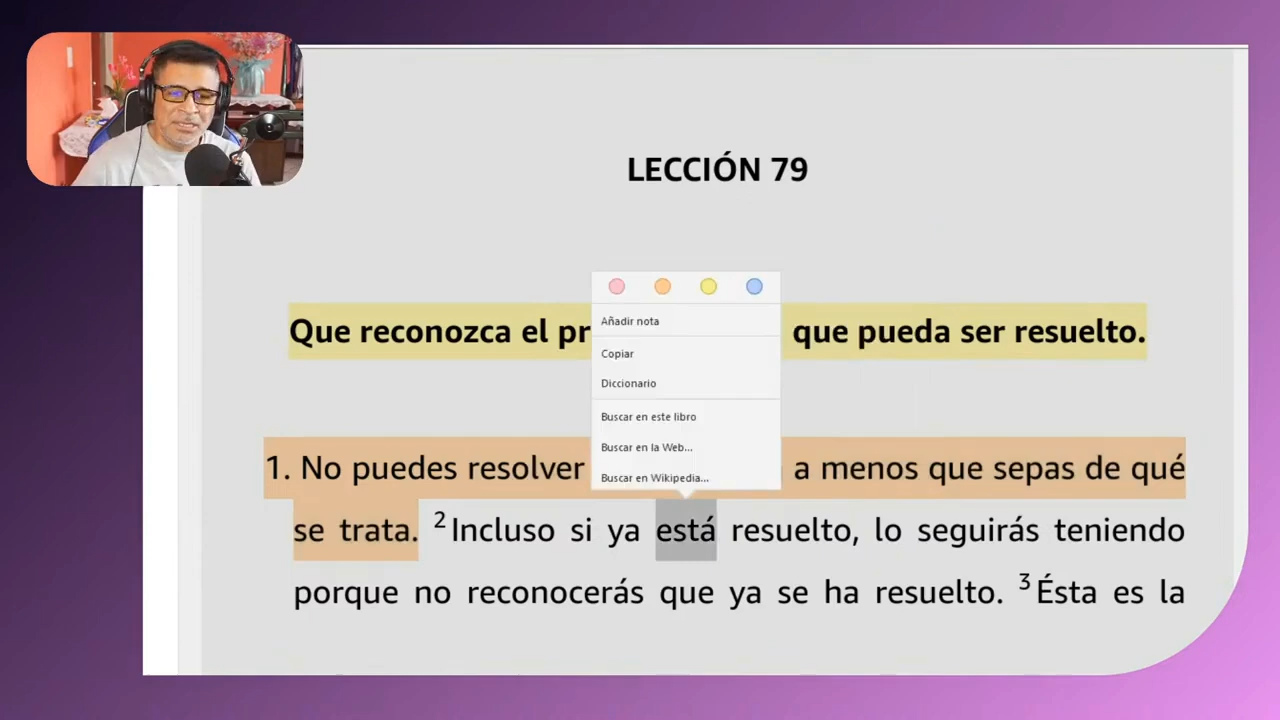 LECCIÓN 79
Que reconozca el pr que pueda ser resuelto.
Añadir nota
Copiar
Diccionario
Buscar en este libro
Buscar en la Web...
Buscar en Wikipedia...
1. No puedes resolver a menos que sepas de qué
se trata. 2 Incluso si ya está resuelto, lo seguirás teniendo
porque no reconocerás que ya se ha resuelto. 3 Ésta es la